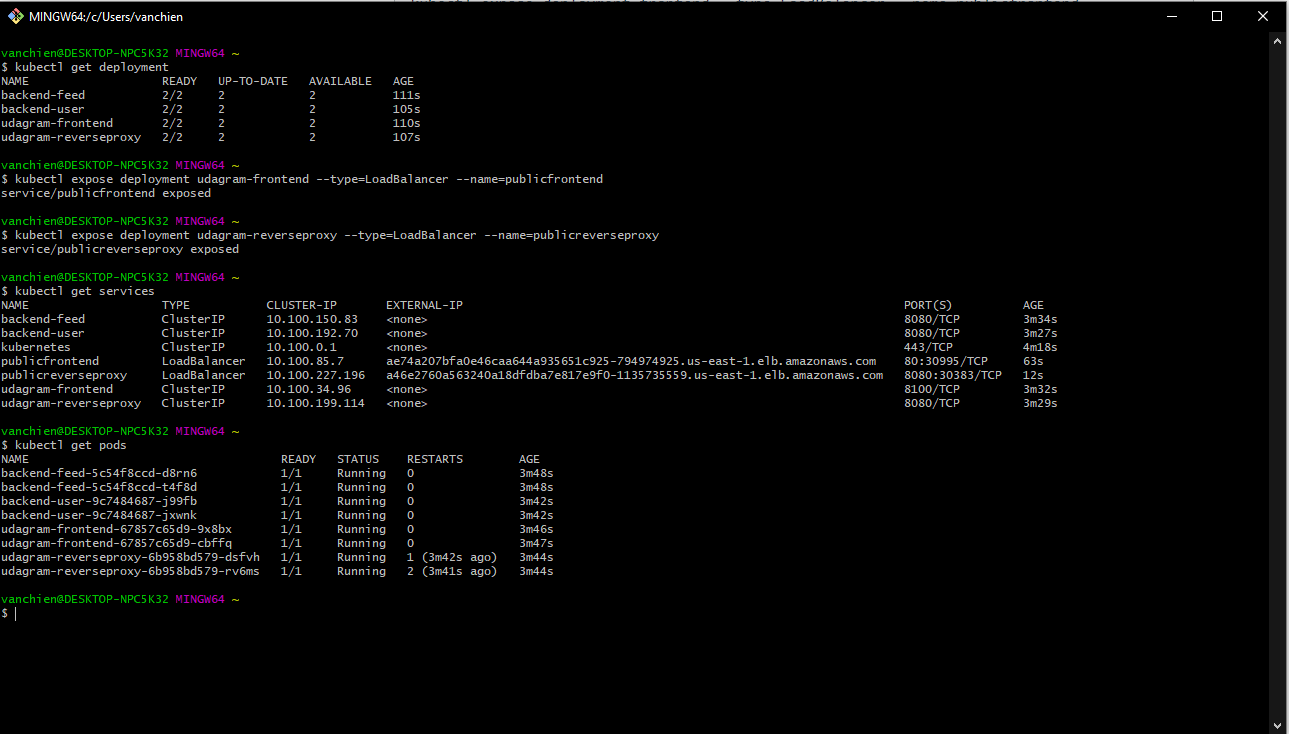 MINGW64:/c/Users/vanchien
vanchien@DESKTOP-NPC5K32 MINGW64 ~
$ kubectl get deployment
NAME READY UP-TO-DATE AVAILABLE AGE
backend-feed 2/2 2 2 111s
backend-user 2/2 2 2 105s
udagram-frontend 2/2 2 2 110s
udagram-reverseproxy 2/2 2 2 107s
vanchien@DESKTOP-NPC5K32 MINGW64 ~
$ kubectl expose deployment udagram-frontend --type=LoadBalancer --name=publicfrontend
service/publicfrontend exposed
vanchien@DESKTOP-NPC5K32 MINGW64 ~
$ kubectl expose deployment udagram-reverseproxy --type=LoadBalancer --name=publicreverseproxy
service/publicreverseproxy exposed
vanchien@DESKTOP-NPC5K32 MINGW64 ~
$ kubectl get services
NAME TYPE CLUSTER-IP EXTERNAL-IP PORT(S) AGE
backend-feed ClusterIP 10.100.150.83 <none> 8080/TCP 3m34s
backend-user ClusterIP 10.100.192.70 <none> 8080/TCP 3m27s
kubernetes ClusterIP 10.100.0.1 <none> 443/TCP 4m18s
publicfrontend LoadBalancer 10.100.85.7 ae74a207bfa0e46caa644a935651c925-794974925.us-east-1.elb.amazonaws.com 80:30995/TCP 63s
publicreverseproxy LoadBalancer 10.100.227.196 a46e2760a563240a18dfdba7e817e9f0-1135735559.us-east-1.elb.amazonaws.com 8080:30383/TCP 12s
udagram-frontend ClusterIP 10.100.34.96 <none> 8100/TCP 3m32s
udagram-reverseproxy ClusterIP 10.100.199.114 <none> 8080/TCP 3m29s
vanchien@DESKTOP-NPC5K32 MINGW64 ~
$ kubectl get pods
NAME READY STATUS RESTARTS AGE
backend-feed-5c54f8ccd-d8rn6 1/1 Running 0 3m48s
backend-feed-5c54f8ccd-t4f8d 1/1 Running 0 3m48s
backend-user-9c7484687-j99fb 1/1 Running 0 3m42s
backend-user-9c7484687-jxwnk 1/1 Running 0 3m42s
udagram-frontend-67857c65d9-9x8bx 1/1 Running 0 3m46s
udagram-frontend-67857c65d9-cbffq 1/1 Running 0 3m47s
udagram-reverseproxy-6b958bd579-dsfvh 1/1 Running 1 (3m42s ago) 3m44s
udagram-reverseproxy-6b958bd579-rv6ms 1/1 Running 2 (3m41s ago) 3m44s
vanchien@DESKTOP-NPC5K32 MINGW64 ~
$